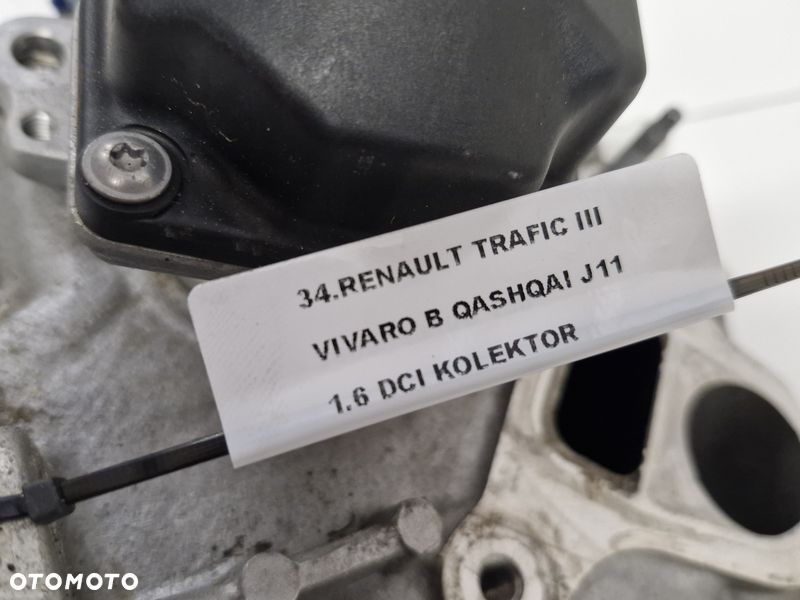 34.RENAULT TRAFIC III
VIVARO B QASHQAI J11
1.6 DCI KOLEKTOR
OTOMOTO